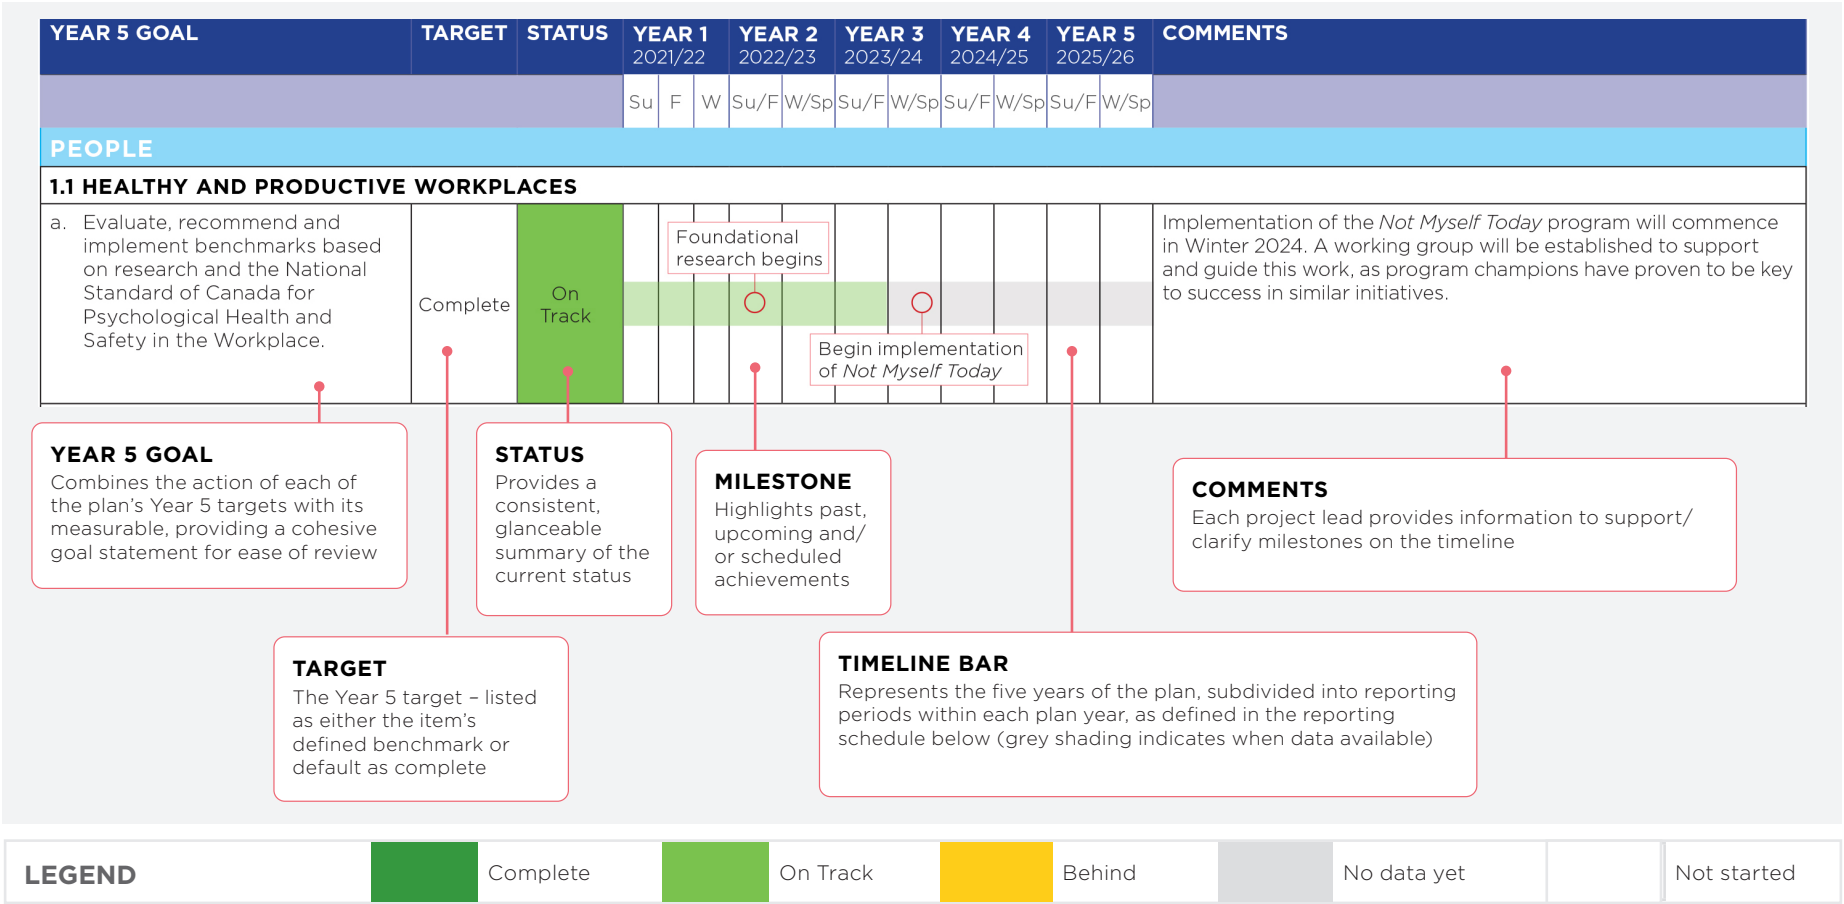 YEAR 5 GOAL TARGET STATUS YEAR 1 YEAR 2 YEAR 3 YEAR 4 YEAR 5 COMMENTS
2021/22 2022/23 2023/24 2024/25 2025/26
Su F W Su/F W/Sp Su/F W/Sp Su/F W/Sp Su/F W/Sp
PEOPLE
1.1 HEALTHY AND PRODUCTIVE WORKPLACES
a. Evaluate, recommend and
implement benchmarks based
on research and the National
Standard of Canada for
Psychological Health and
Safety in the Workplace.
Complete
On
Track
Foundational
research begins
Begin implementation
of Not Myself Today
Implementation of the Not Myself Today program will commence
in Winter 2024. A working group will be established to support
and guide this work, as program champions have proven to be key
to success in similar initiatives.
YEAR 5 GOAL
Combines the action of each of
the plan's Year 5 targets with its
measurable, providing a cohesive
goal statement for ease of review
STATUS
Provides a
consistent,
glanceable
summary of the
current status
MILESTONE
Highlights past,
upcoming and/
or scheduled
achievements
COMMENTS
Each project lead provides information to support/
clarify milestones on the timeline
TARGET
The Year 5 target – listed
as either the item's
defined benchmark or
default as complete
TIMELINE BAR
Represents the five years of the plan, subdivided into reporting
periods within each plan year, as defined in the reporting
schedule below (grey shading indicates when data available)
LEGEND Complete On Track Behind No data yet Not started